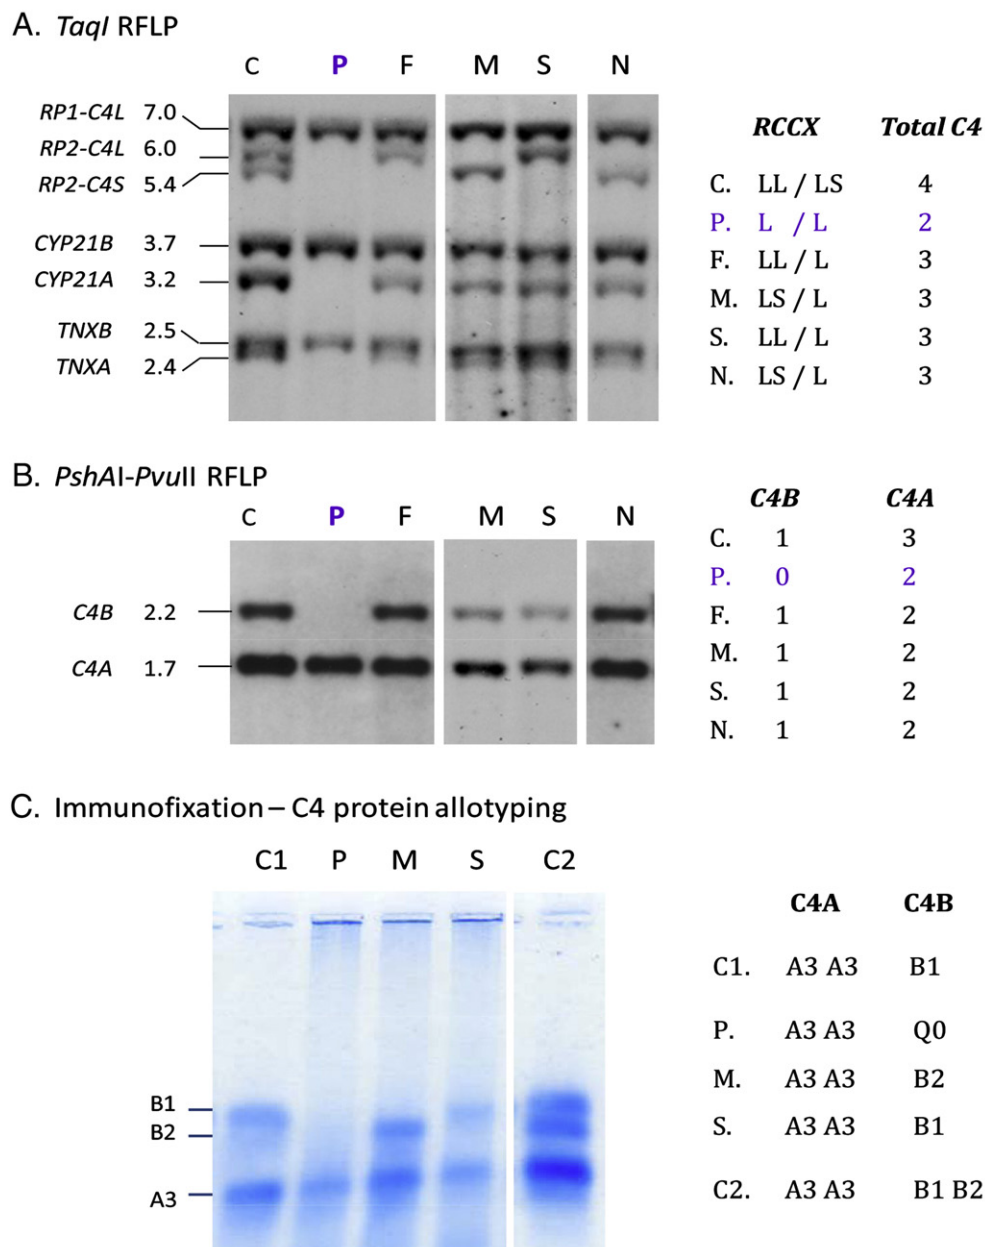 A. TaqI RFLP
C P F M S N
RP1-C4L 7.0
RP2-C4L 6.0
RP2-C4S 5.4
CYP21B 3.7
CYP21A 3.2
TNXB 2.5
TNXA 2.4
RCCX Total C4
C. LL / LS 4
P. L / L 2
F. LL / L 3
M. LS / L 3
S. LL / L 3
N. LS / L 3
B. PshAI-PvuII RFLP
C P F M S N
C4B 2.2
C4A 1.7
C4B C4A
C. 1 3
P. 0 2
F. 1 2
M. 1 2
S. 1 2
N. 1 2
C. Immunofixation – C4 protein allotyping
C1 P M S C2
B1
B2
A3
C4A C4B
C1. A3 A3 B1
P. A3 A3 Q0
M. A3 A3 B2
S. A3 A3 B1
C2. A3 A3 B1 B2